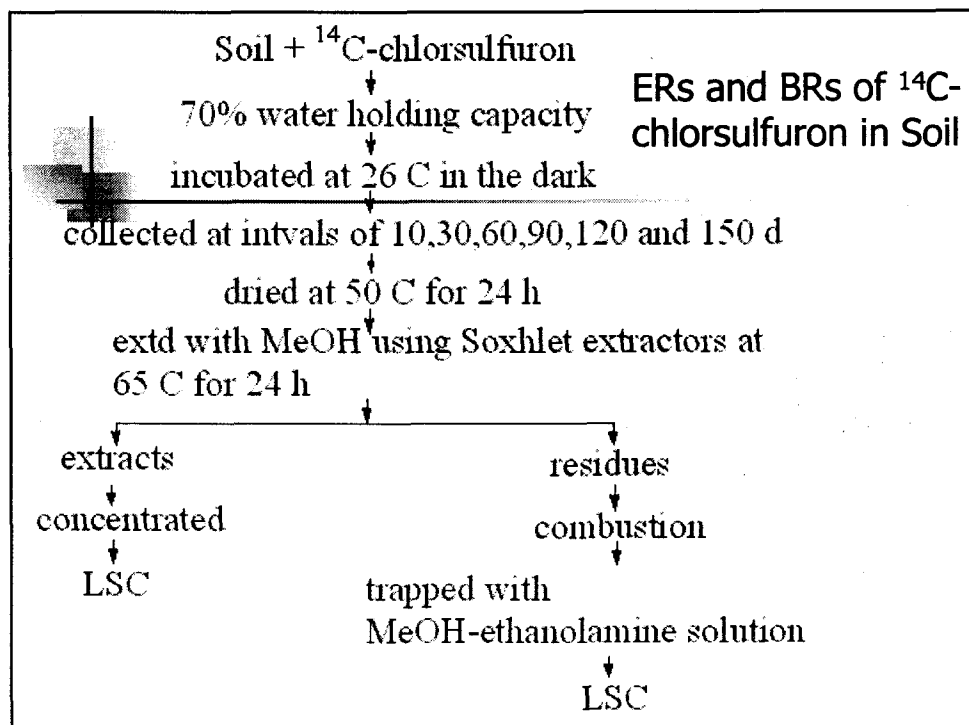 Soil + ¹⁴C-chlorsulfuron
ERs and BRs of ¹⁴C-
chlorsulfuron in Soil
70% water holding capacity
incubated at 26 C in the dark
collected at intvals of 10,30,60,90,120 and 150 d
dried at 50 C for 24 h
extd with MeOH using Soxhlet extractors at
65 C for 24 h
extracts
concentrated
LSC
residues
combustion
trapped with
MeOH-ethanolamine solution
LSC